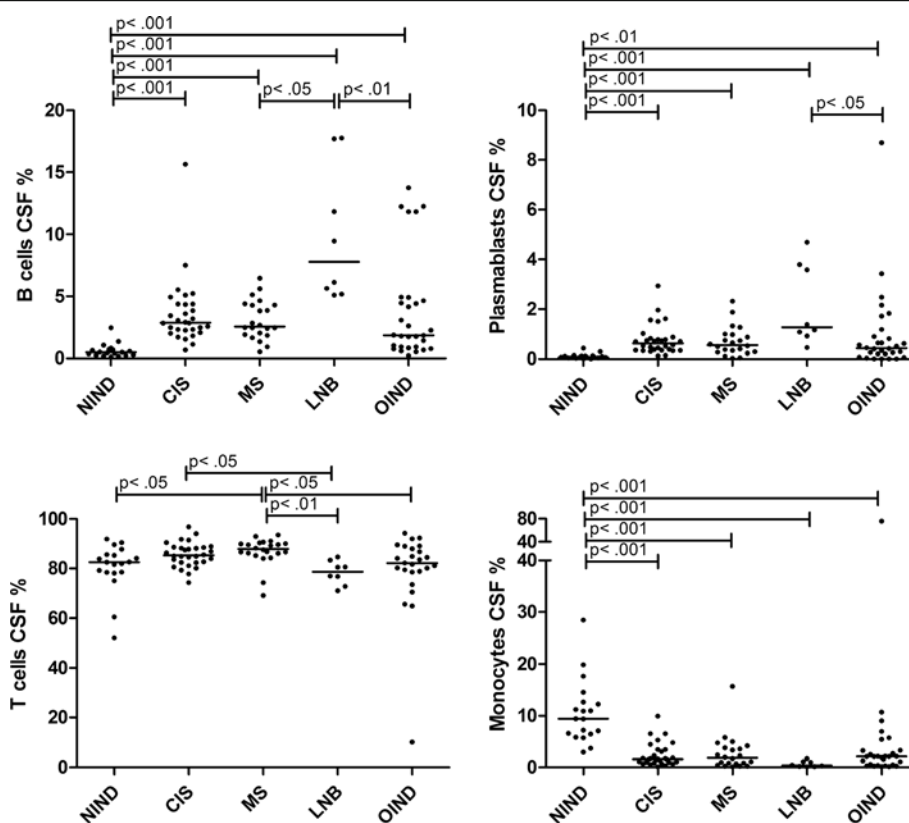 p< .001
p< .001
p< .001
p< .001
p< .05
p< .01
20
15
10
5
0
B cells CSF %
NIND
CIS
MS
LNB
OIND
p< .01
p< .001
p< .001
p< .001
p< .05
10
8
6
4
2
0
Plasmablasts CSF %
NIND
CIS
MS
LNB
OIND
p< .05
p< .05
p< .05
p< .01
100
80
60
40
20
0
T cells CSF %
NIND
CIS
MS
LNB
OIND
p< .001
p< .001
p< .001
p< .001
80
40
40
30
20
10
0
Monocytes CSF %
NIND
CIS
MS
LNB
OIND